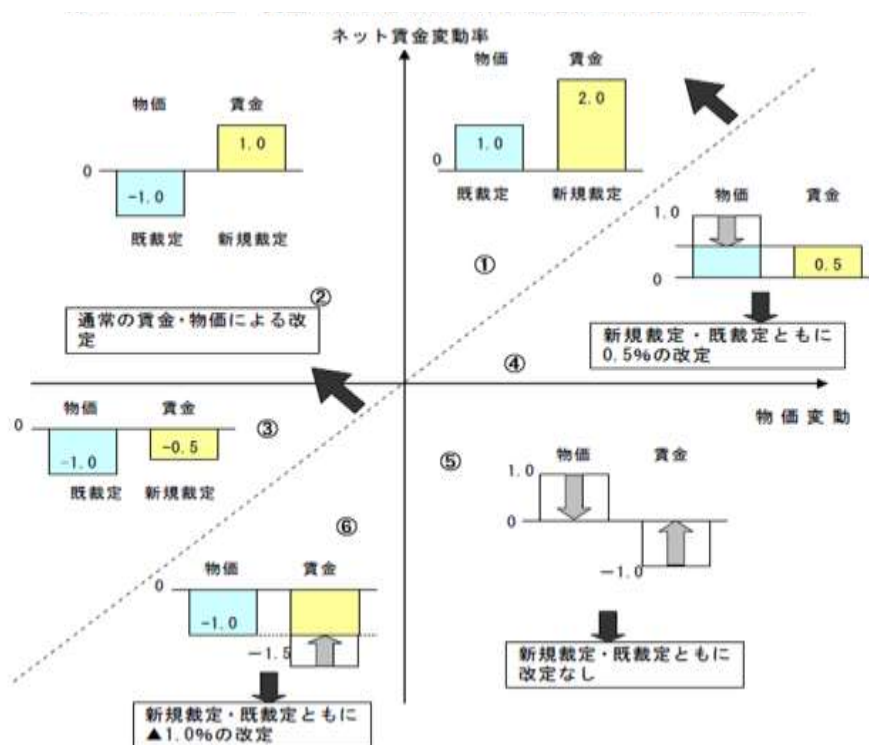 ネット賃金変動率
物価 賃金
1.0 2.0
0
既裁定 新規裁定
物価 賃金
1.0
0
-1.0
既裁定 新規裁定
物価 賃金
1.0
0.5
0
①
②
通常の賃金・物価による改
定
新規裁定・既裁定ともに
0.5%の改定
④
物価変動
物価 賃金
0
-1.0 -0.5
既裁定 新規裁定
③
⑤
物価 賃金
1.0
0
-1.0
⑥
物価 賃金
0
-1.0
-1.5
新規裁定・既裁定ともに
改定なし
新規裁定・既裁定ともに
▲1.0%の改定